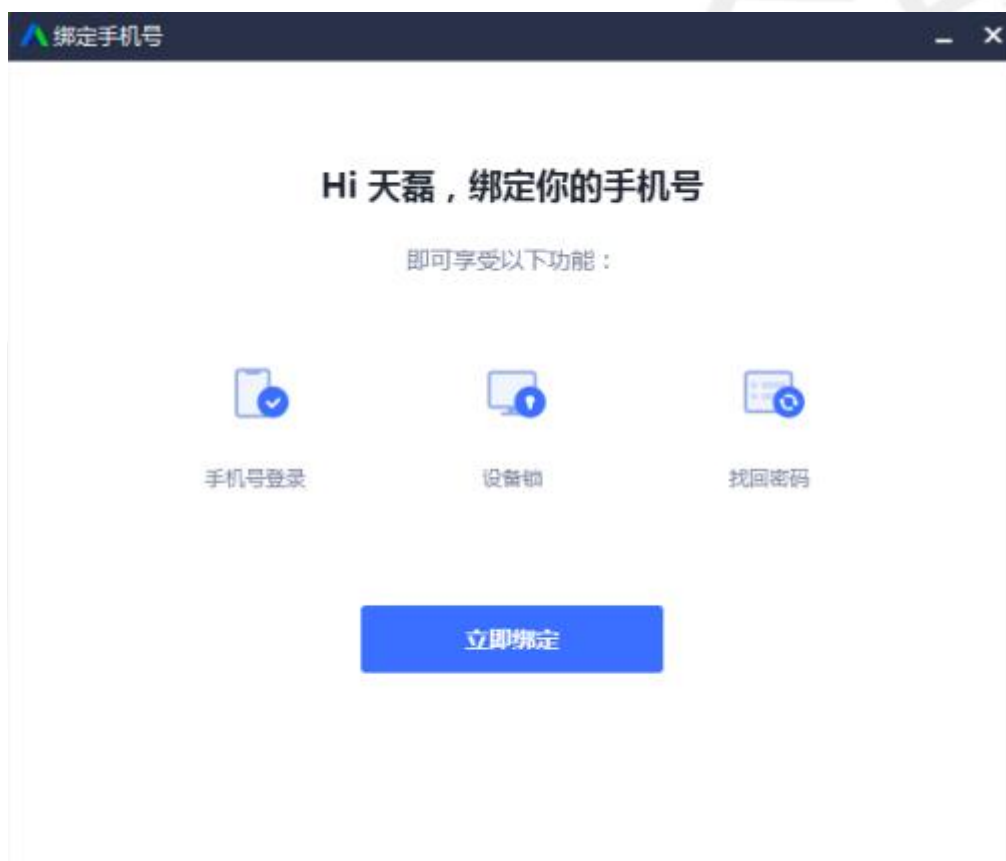 绑定手机号
Hi 天磊，绑定你的手机号
即可享受以下功能：
手机号登录
设备锁
找回密码
立即绑定